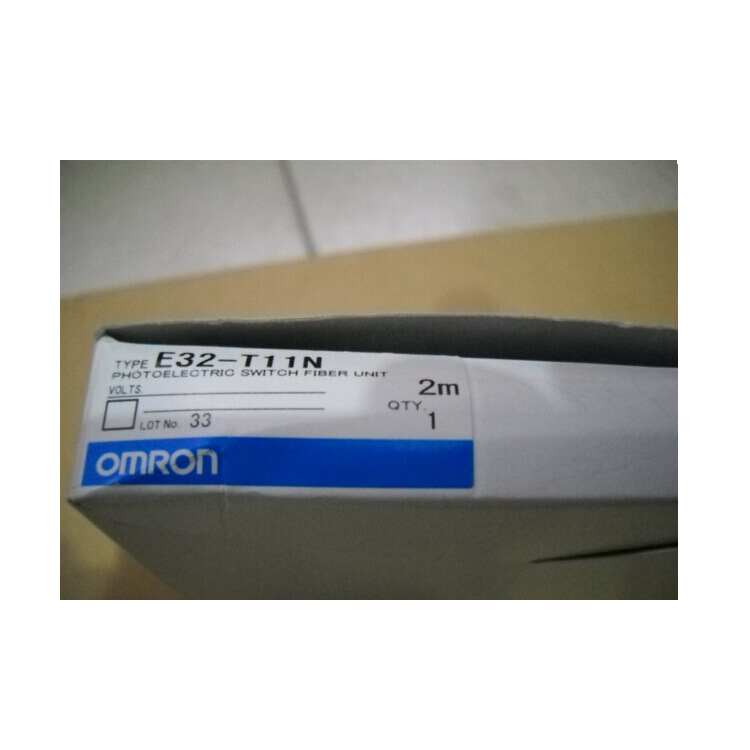 TYPE E32-T11N
PHOTOELECTRIC SWITCH FIBER UNIT
VOLTS. 2m
QTY.
LOT No. 33 1
OMRON